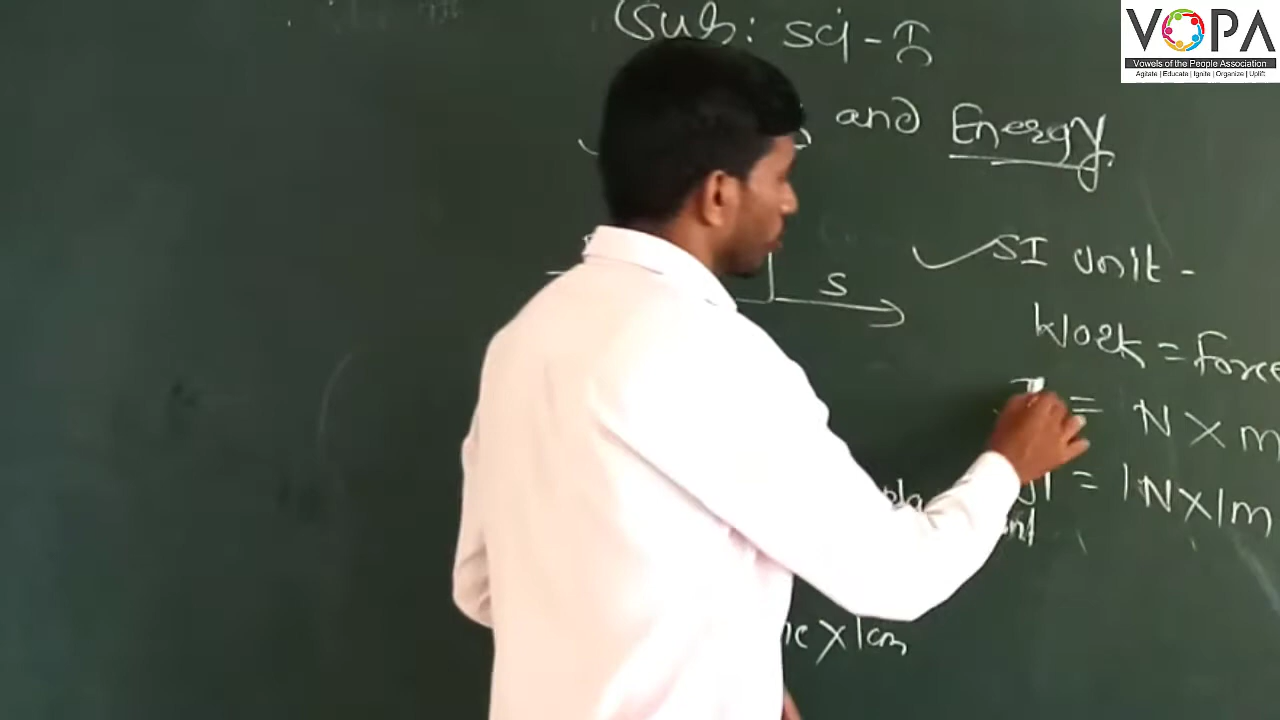 VOPA
Vowels of the People Association
Agitate | Educate | Ignite | Organize | Uplift
Sub: sci-I
and Energy
SI unit -
S
Work = Force
= N X m
= 1N X 1m
X 1cm